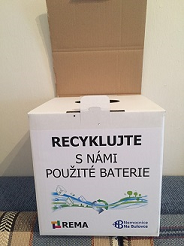 RECYKLUJTE
S NÁMI
POUŽITÉ BATERIE
REMA
Nemocnice
Na Bulovce